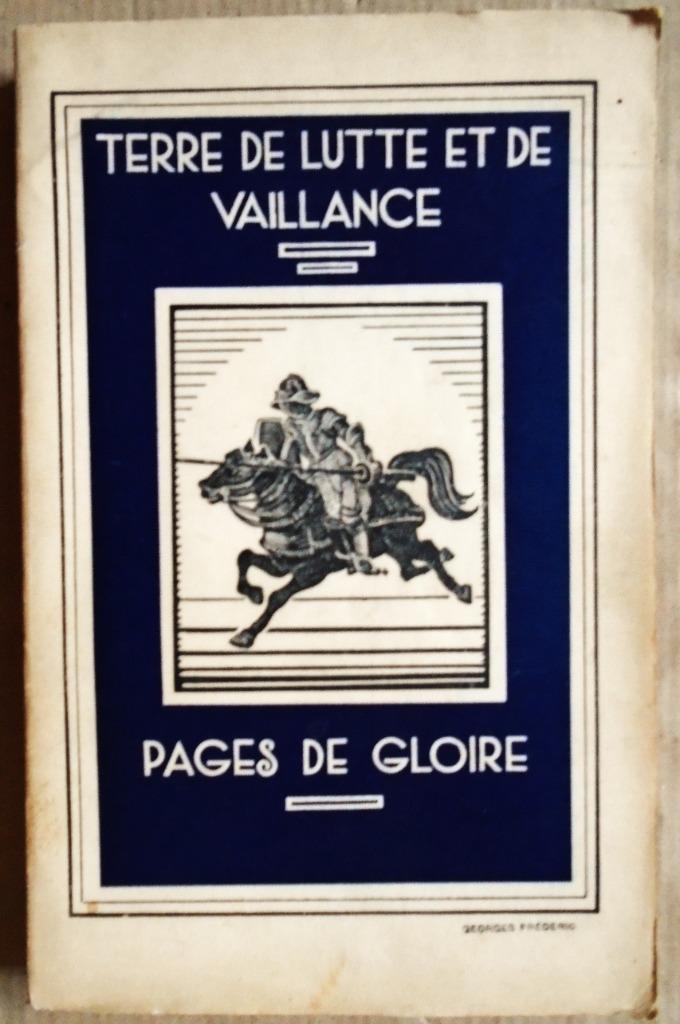 TERRE DE LUTTE ET DE
VAILLANCE
PAGES DE GLOIRE
GEORGES FRÉDÉRIC